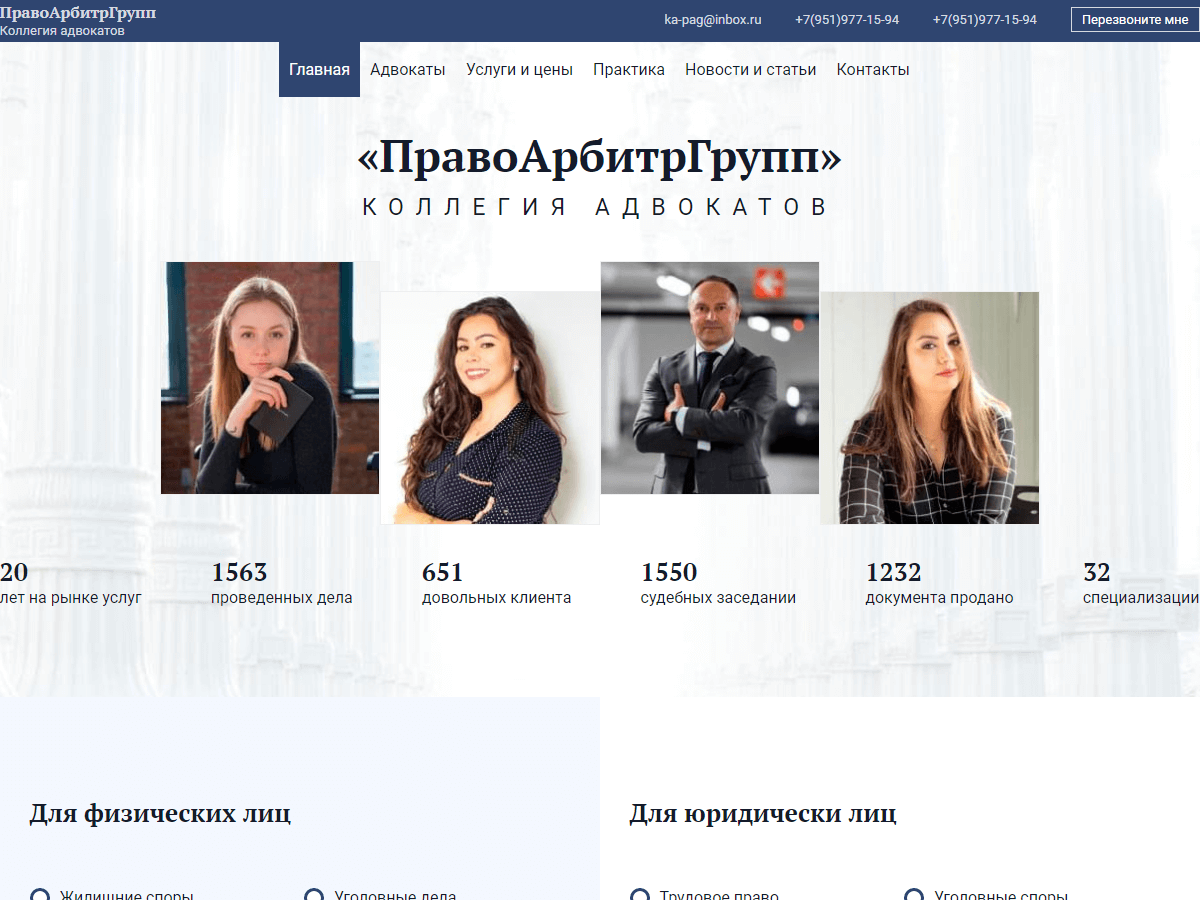 ПравоАрбитрГрупп
Коллегия адвокатов
ka-pag@inbox.ru
+7(951)977-15-94
+7(951)977-15-94
Перезвоните мне
Главная
Адвокаты
Услуги и цены
Практика
Новости и статьи
Контакты
«ПравоАрбитрГрупп»
КОЛЛЕГИЯ АДВОКАТОВ
20
лет на рынке услуг
1563
проведенных дела
651
довольных клиента
1550
судебных заседании
1232
документа продано
32
специализации
Для физических лиц
Для юридически лиц
Жилищние споры
Уголовные дела
Трудовое право
Уголовные споры